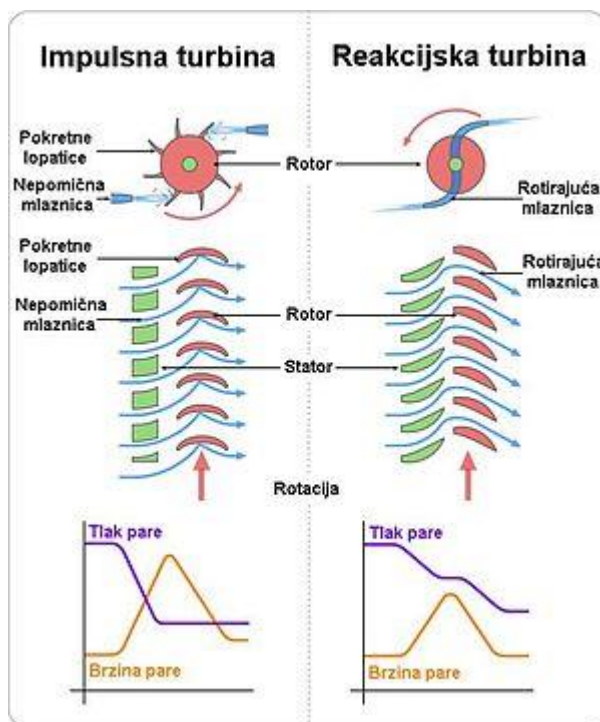 Impulsna turbina
Reakcijska turbina
Pokretne
lopatice
Nepomična
mlaznica
Rotor
Rotirajuća
mlaznica
Pokretne
lopatice
Nepomična
mlaznica
Rotirajuća
mlaznica
Rotor
Stator
Rotacija
Tlak pare
Brzina pare
Tlak pare
Brzina pare